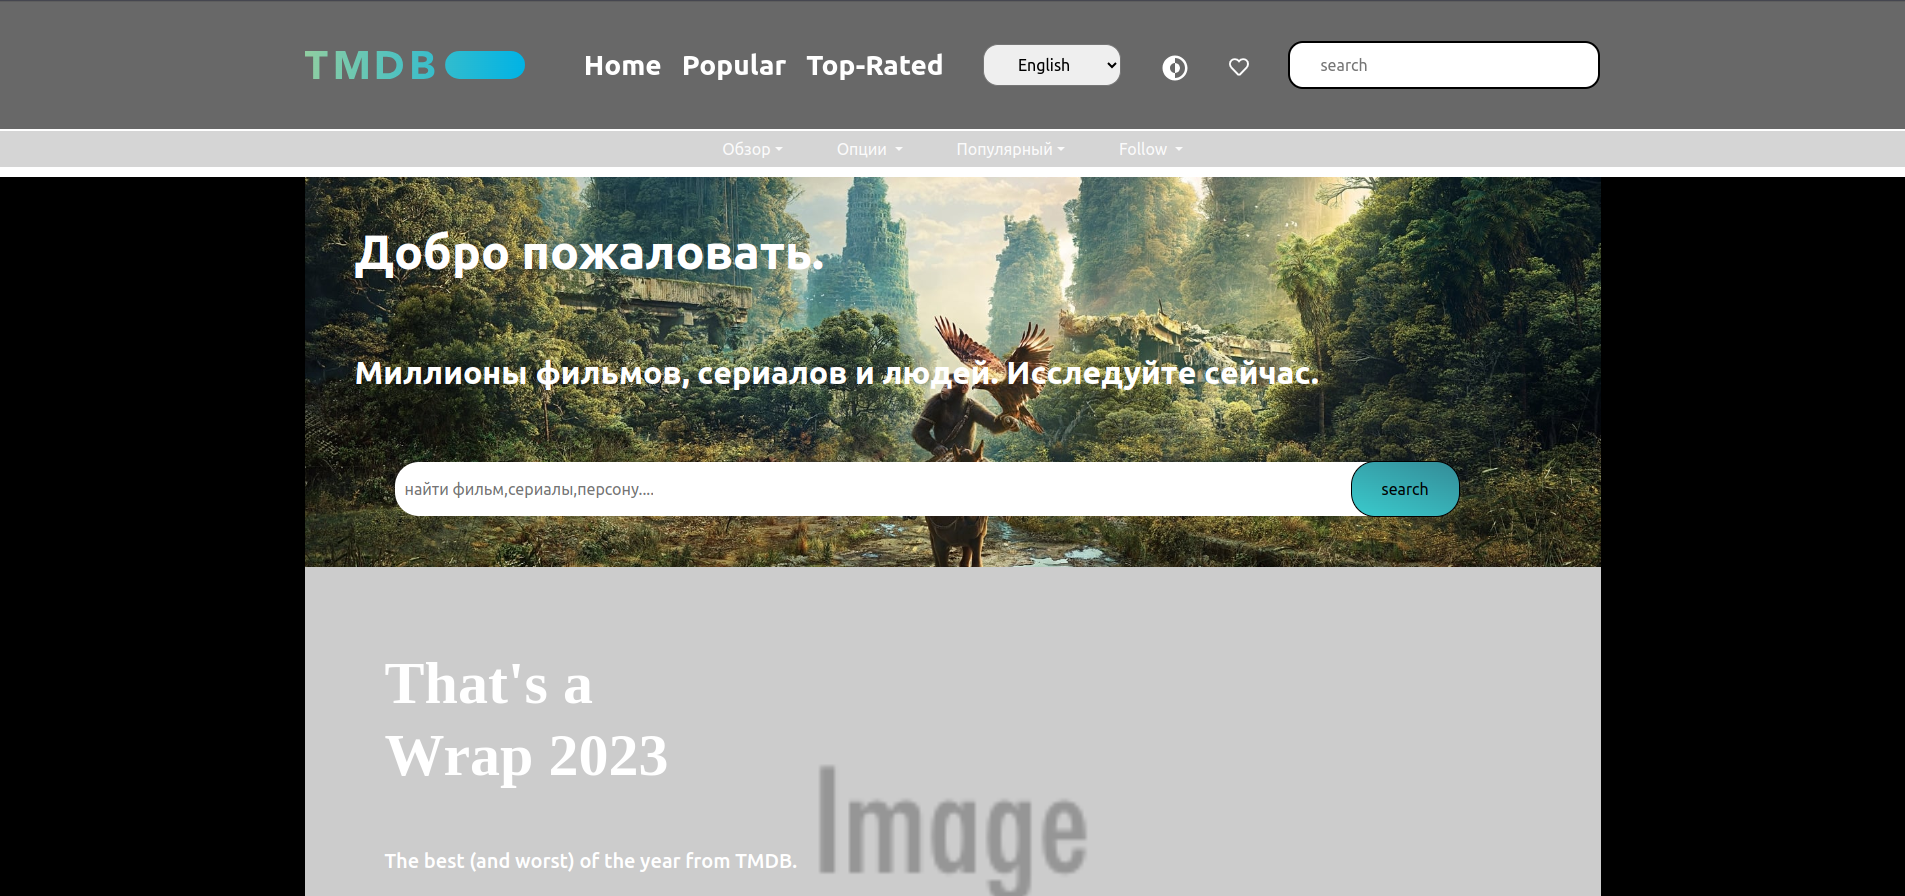 TMDB
Home Popular Top-Rated English search
Обзор Опции Популярный Follow
Добро пожаловать.
Миллионы фильмов, сериалов и людей. Исследуйте сейчас.
найти фильм,сериалы,персону.... search
That's a
Wrap 2023
The best (and worst) of the year from TMDB.
Image